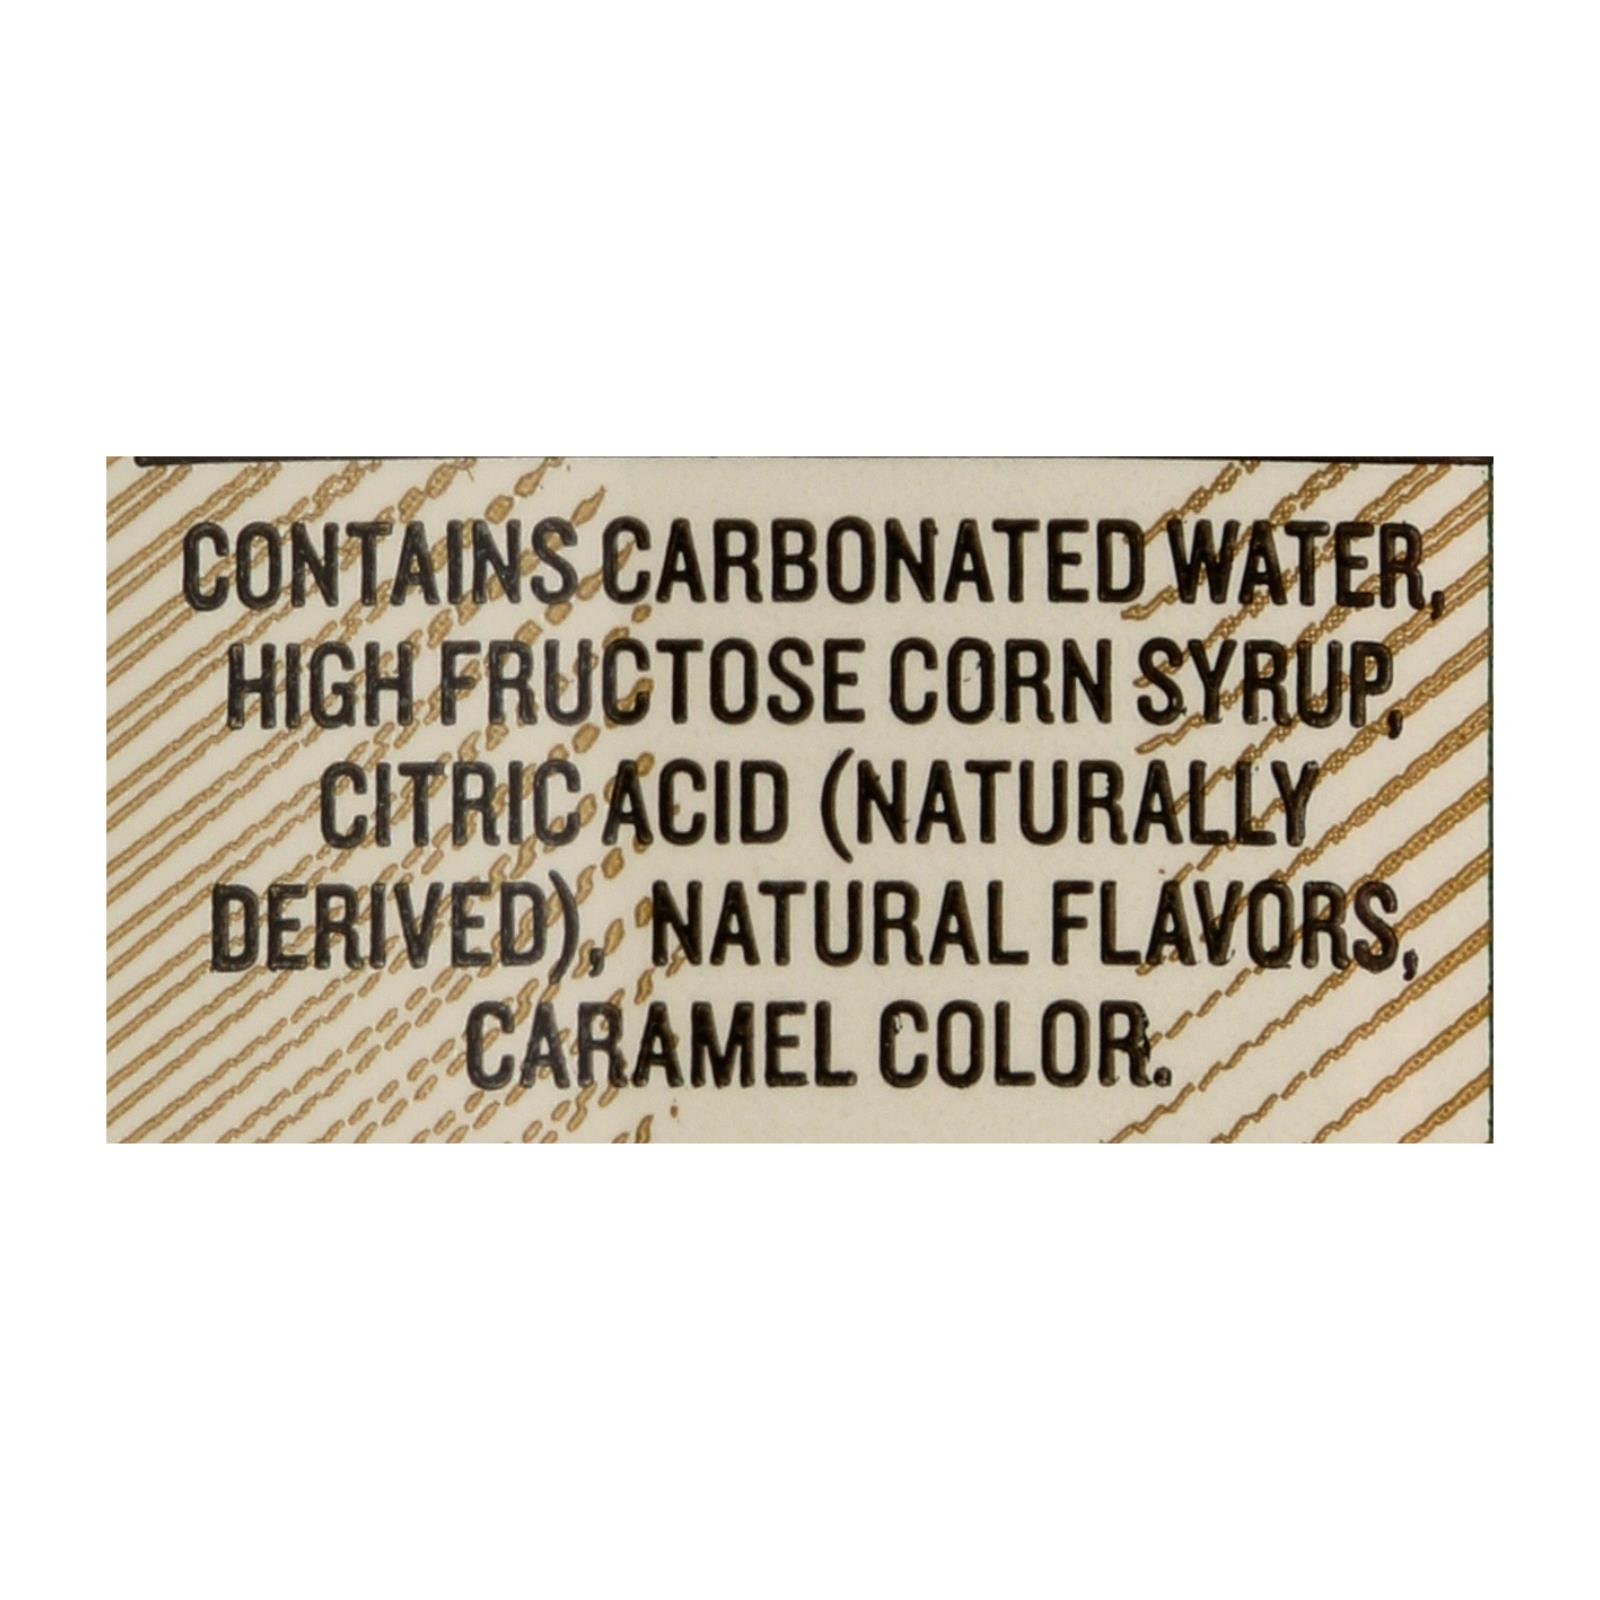 CONTAINS CARBONATED WATER,
HIGH FRUCTOSE CORN SYRUP,
CITRIC ACID (NATURALLY
DERIVED), NATURAL FLAVORS,
CARAMEL COLOR.